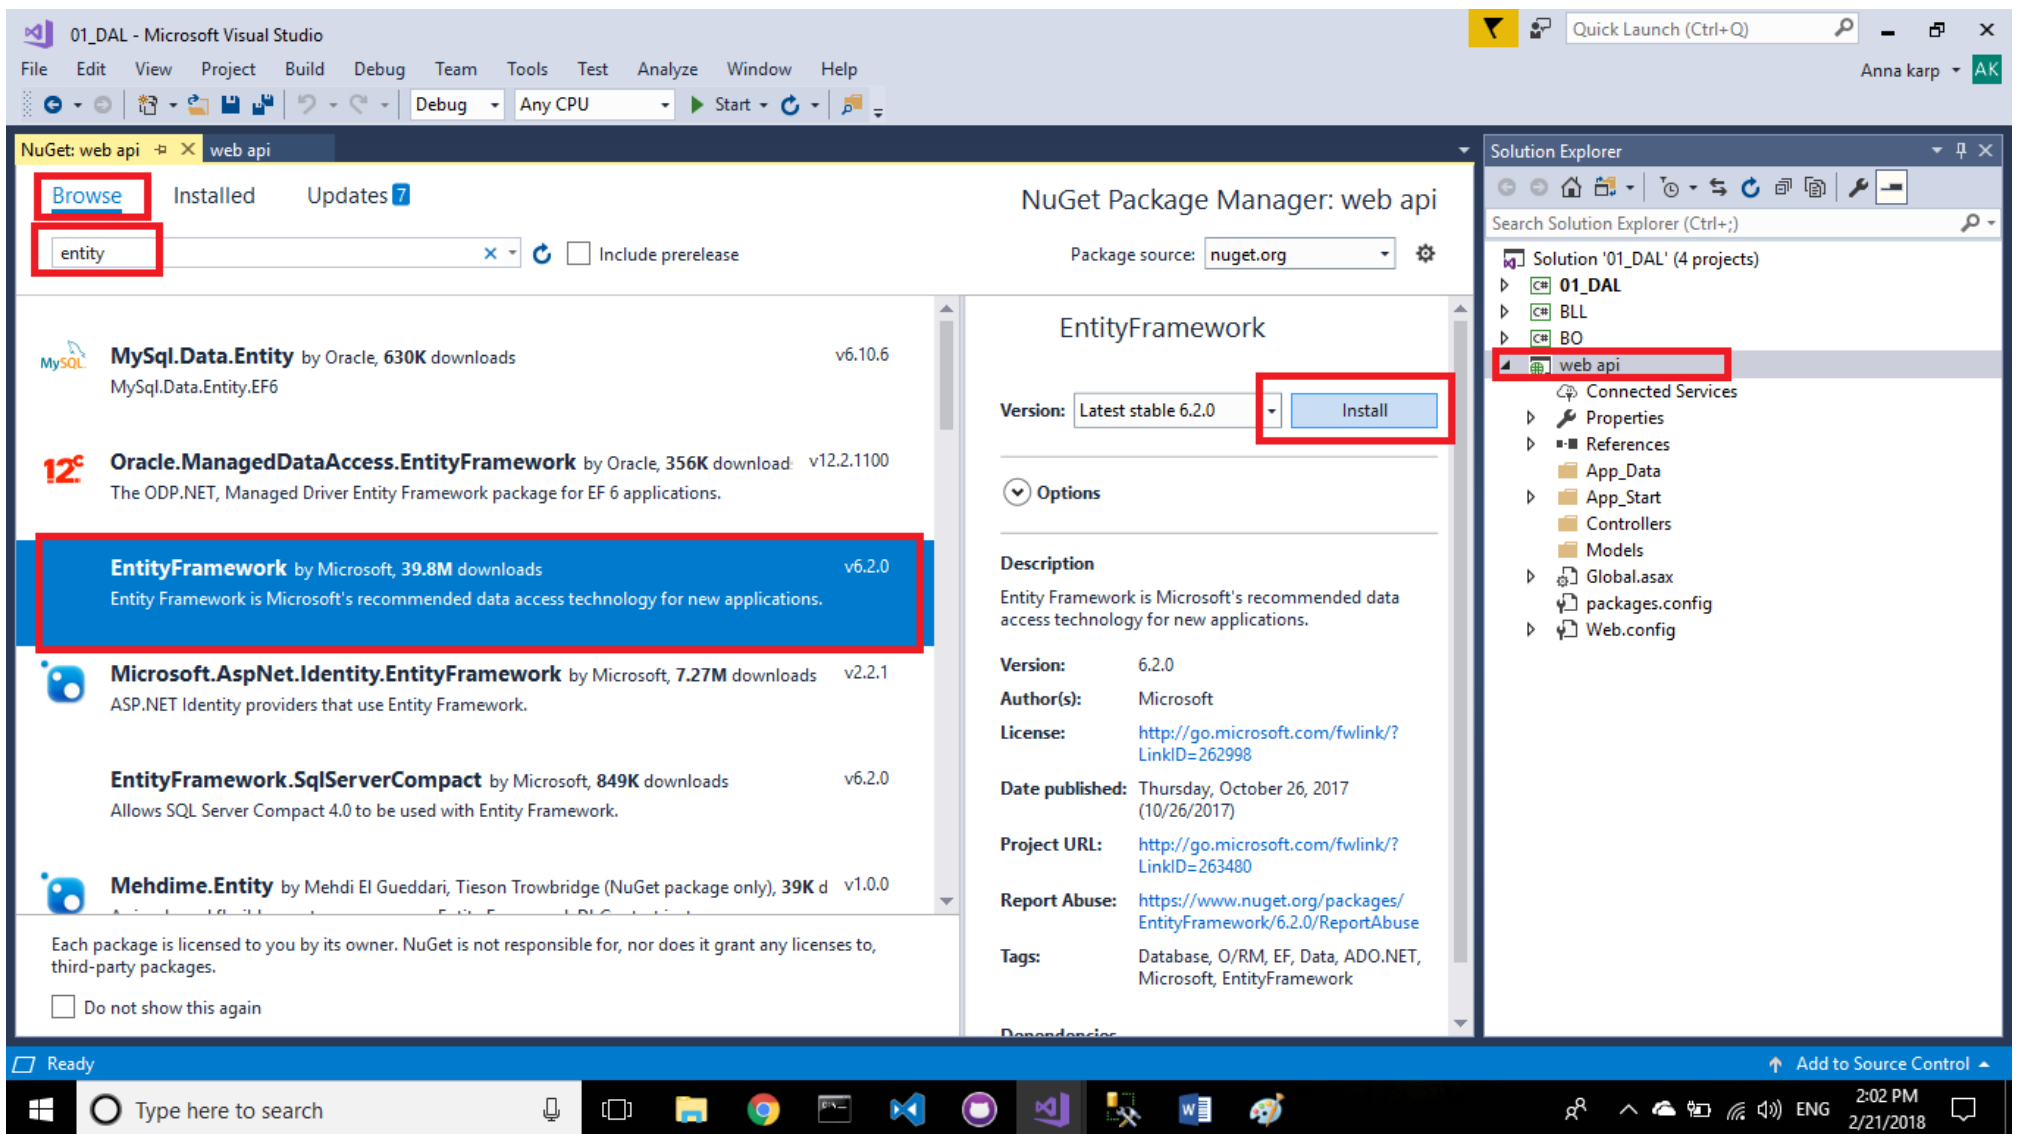 01_DAL - Microsoft Visual Studio
Quick Launch (Ctrl+Q)
File Edit View Project Build Debug Team Tools Test Analyze Window Help
Anna karp AK
Debug Any CPU Start
NuGet: web api web api
Browse Installed Updates 7
NuGet Package Manager: web api
entity
Include prerelease
Package source: nuget.org
MySQL
MySql.Data.Entity by Oracle, 630K downloads v6.10.6
MySql.Data.Entity.EF6
12c
Oracle.ManagedDataAccess.EntityFramework by Oracle, 356K download v12.2.1100
The ODP.NET, Managed Driver Entity Framework package for EF 6 applications.
EntityFramework by Microsoft, 39.8M downloads v6.2.0
Entity Framework is Microsoft's recommended data access technology for new applications.
Microsoft.AspNet.Identity.EntityFramework by Microsoft, 7.27M downloads v2.2.1
ASP.NET Identity providers that use Entity Framework.
EntityFramework.SqlServerCompact by Microsoft, 849K downloads v6.2.0
Allows SQL Server Compact 4.0 to be used with Entity Framework.
Mehdime.Entity by Mehdi El Gueddari, Tieson Trowbridge (NuGet package only), 39K d v1.0.0
Each package is licensed to you by its owner. NuGet is not responsible for, nor does it grant any licenses to,
third-party packages.
Do not show this again
EntityFramework
Version: Latest stable 6.2.0 Install
Options
Description
Entity Framework is Microsoft's recommended data
access technology for new applications.
Version: 6.2.0
Author(s): Microsoft
License: http://go.microsoft.com/fwlink/?
LinkID=262998
Date published: Thursday, October 26, 2017
(10/26/2017)
Project URL: http://go.microsoft.com/fwlink/?
LinkID=263480
Report Abuse: https://www.nuget.org/packages/
EntityFramework/6.2.0/ReportAbuse
Tags: Database, O/RM, EF, Data, ADO.NET,
Microsoft, EntityFramework
Dependencies
Solution Explorer
Search Solution Explorer (Ctrl+;)
Solution '01_DAL' (4 projects)
C# 01_DAL
C# BLL
C# BO
web api
Connected Services
Properties
References
App_Data
App_Start
Controllers
Models
Global.asax
packages.config
Web.config
Ready
Add to Source Control
Type here to search
ENG
2:02 PM
2/21/2018